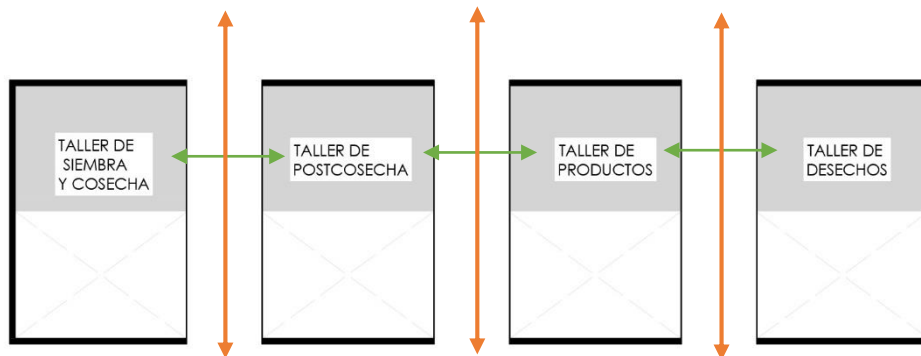 TALLER DE
SIEMBRA
Y COSECHA
TALLER DE
POSTCOSECHA
TALLER DE
PRODUCTOS
TALLER DE
DESECHOS